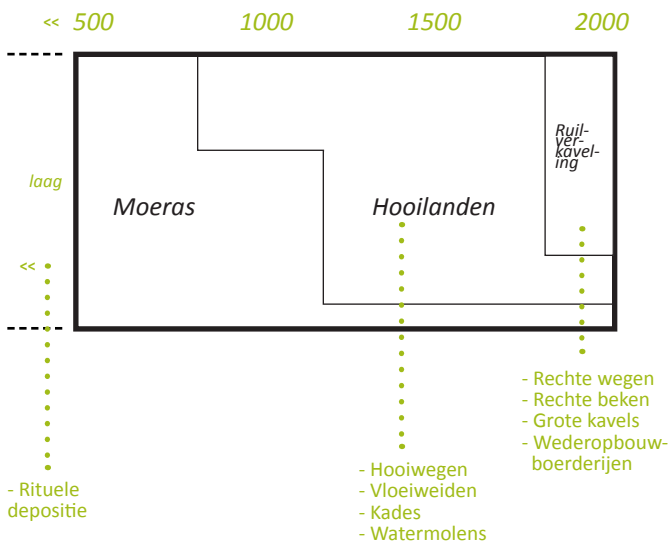 << 500 1000 1500 2000
Ruil-
ver-
kavel-
ing
laag
Moeras
Hooilanden
<<
- Rechte wegen
- Rechte beken
- Grote kavels
- Wederopbouw-
boerderijen
- Hooiwegen
- Vloeiweiden
- Kades
- Watermolens
- Rituele
depositie